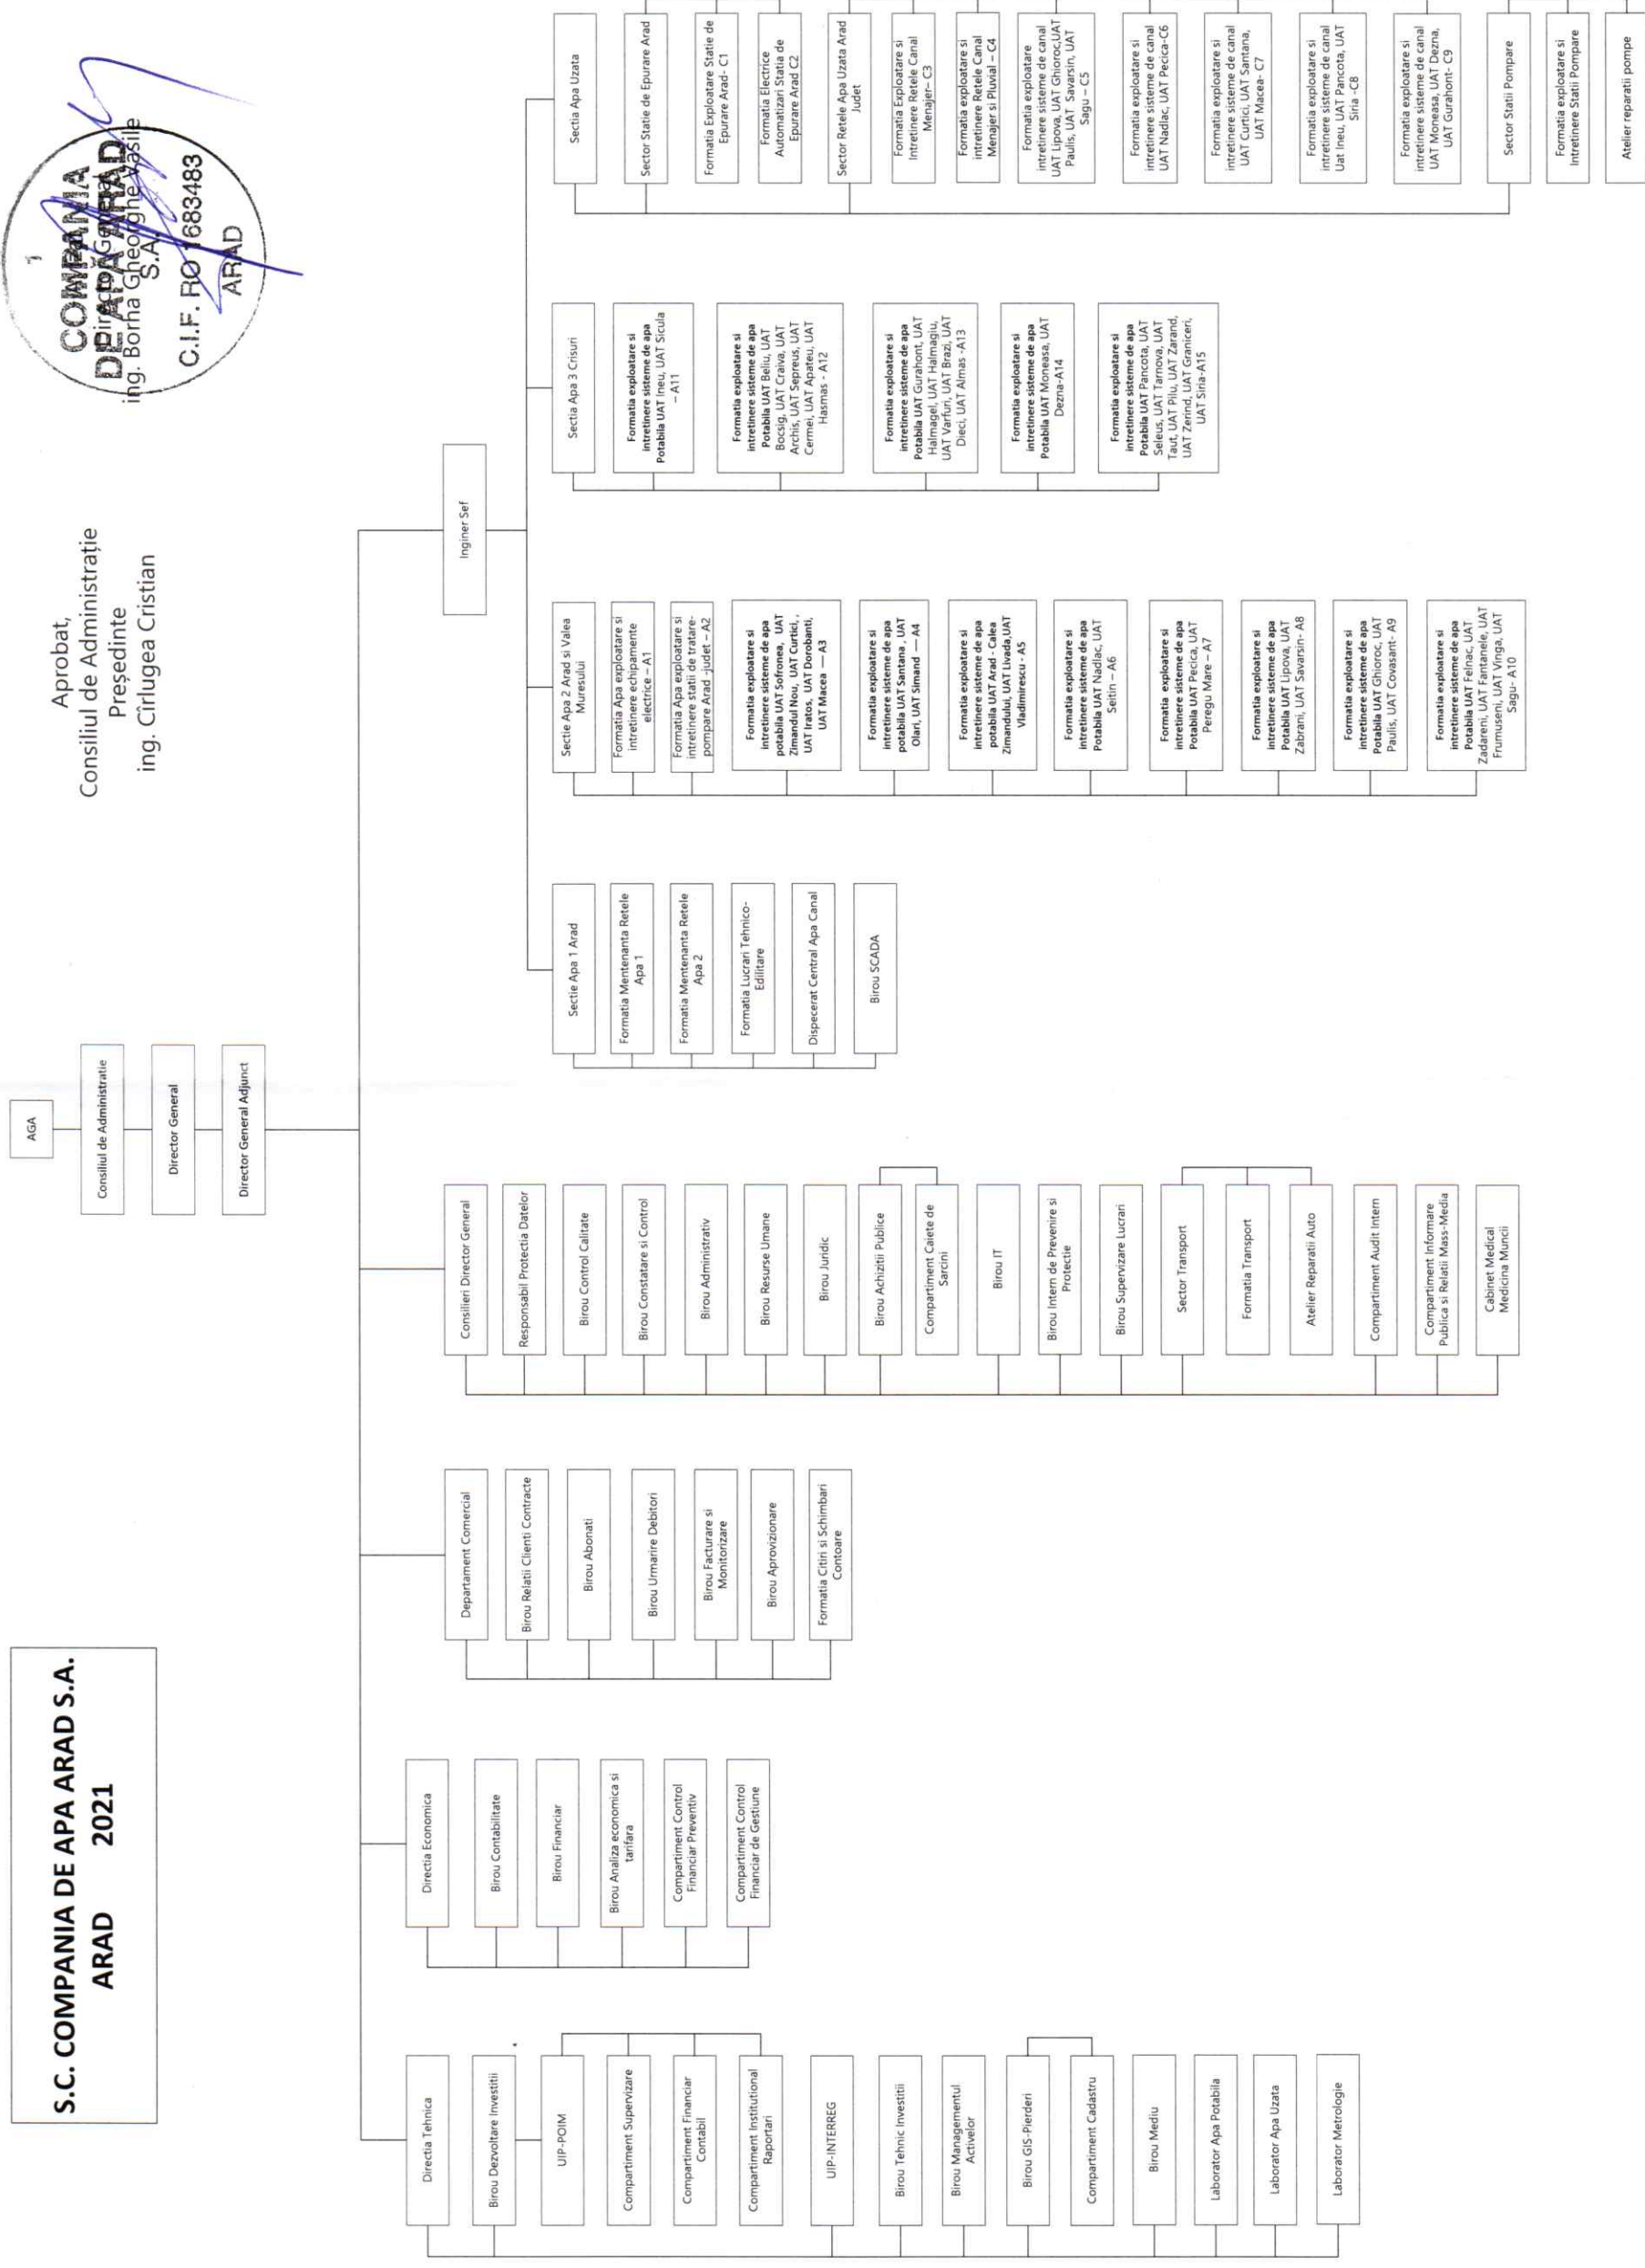 S.C. COMPANIA DE APA ARAD S.A.
ARAD 2021
Aprobat,
Consiliul de Administrație
Președinte
ing. Cîrlugea Cristian
COMPANIA
DE APĂ ARAD
Director General
ing. Borha Gheorghe Vasile
S.A.
C.I.F. RO 1683483
ARAD
AGA
Consiliul de Administratie
Director General
Director General Adjunct
Directia Tehnica
Birou Dezvoltare Investitii
UIP-POIM
Compartiment Supervizare
Compartiment Financiar
Contabil
Compartiment Institutional
Raportari
UIP-INTERREG
Birou Tehnic Investitii
Birou Managementul
Activelor
Birou GIS-Pierderi
Compartiment Cadastru
Birou Mediu
Laborator Apa Potabila
Laborator Apa Uzata
Laborator Metrologie
Directia Economica
Birou Contabilitate
Birou Financiar
Birou Analiza economica si
tarifara
Compartiment Control
Financiar Preventiv
Compartiment Control
Financiar de Gestiune
Departament Comercial
Birou Relatii Clienti Contracte
Birou Abonati
Birou Urmarire Debitori
Birou Facturare si
Monitorizare
Birou Aprovizionare
Formatia Citiri si Schimbari
Contoare
Consilieri Director General
Responsabil Protectia Datelor
Birou Control Calitate
Birou Constatare si Control
Birou Administrativ
Birou Resurse Umane
Birou Juridic
Birou Achizitii Publice
Compartiment Caiete de
Sarcini
Birou IT
Birou Intern de Prevenire si
Protectie
Birou Supervizare Lucrari
Sector Transport
Formatia Transport
Atelier Reparatii Auto
Compartiment Audit Intern
Compartiment Informare
Publica si Relatii Mass-Media
Cabinet Medical
Medicina Muncii
Inginer Sef
Sectie Apa 1 Arad
Formatia Mentenanta Retele
Apa 1
Formatia Mentenanta Retele
Apa 2
Formatia Lucrari Tehnico-
Edilitare
Dispecerat Central Apa Canal
Birou SCADA
Sectie Apa 2 Arad si Valea
Muresului
Formatia Apa exploatare si
intretinere echipamente
electrice – A1
Formatia Apa exploatare si
intretinere statii de tratare-
pompare Arad -judet – A2
Formatia exploatare si
intretinere sisteme de apa
potabila UAT Sofronea, UAT
Zimandul Nou, UAT Curtici,
UAT Iratos, UAT Dorobanti,
UAT Macea — A3
Formatia exploatare si
intretinere sisteme de apa
potabila UAT Santana , UAT
Olari, UAT Simand — A4
Formatia exploatare si
intretinere sisteme de apa
potabila UAT Arad - Calea
Zimandului, UAT Livada,UAT
Vladimirescu - A5
Formatia exploatare si
intretinere sisteme de apa
Potabila UAT Nadlac, UAT
Seitin – A6
Formatia exploatare si
intretinere sisteme de apa
Potabila UAT Pecica, UAT
Peregu Mare – A7
Formatia exploatare si
intretinere sisteme de apa
Potabila UAT Lipova, UAT
Zabrani, UAT Savarsin- A8
Formatia exploatare si
intretinere sisteme de apa
Potabila UAT Ghioroc, UAT
Paulis, UAT Covasant- A9
Formatia exploatare si
intretinere sisteme de apa
Potabila UAT Felnac, UAT
Zadareni, UAT Fantanele, UAT
Frumuseni, UAT Vinga, UAT
Sagu- A10
Sectia Apa 3 Crisuri
Formatia exploatare si
intretinere sisteme de apa
Potabila UAT Ineu, UAT Sicula
– A11
Formatia exploatare si
intretinere sisteme de apa
Potabila UAT Beliu, UAT
Bocsig, UAT Craiva, UAT
Archis, UAT Sepreus, UAT
Cermei, UAT Apateu, UAT
Hasmas - A12
Formatia exploatare si
intretinere sisteme de apa
Potabila UAT Gurahont, UAT
Halmagel, UAT Halmagiu,
UAT Varfuri, UAT Brazi, UAT
Dieci, UAT Almas -A13
Formatia exploatare si
intretinere sisteme de apa
Potabila UAT Moneasa, UAT
Dezna-A14
Formatia exploatare si
intretinere sisteme de apa
Potabila UAT Pancota, UAT
Seleus, UAT Tarnova, UAT
Taut, UAT Pilu, UAT Zarand,
UAT Zerind, UAT Graniceri,
UAT Siria-A15
Sectia Apa Uzata
Sector Statie de Epurare Arad
Formatia Exploatare Statie de
Epurare Arad- C1
Formatia Electrice
Automatizari Statia de
Epurare Arad C2
Sector Retele Apa Uzata Arad
Judet
Formatia Exploatare si
Intretinere Retele Canal
Menajer– C3
Formatia exploatare si
intretinere Retele Canal
Menajer si Pluvial – C4
Formatia exploatare
intretinere sisteme de canal
UAT Lipova, UAT Ghioroc,UAT
Paulis, UAT Savarsin, UAT
Sagu – C5
Formatia exploatare si
intretinere sisteme de canal
UAT Nadlac, UAT Pecica-C6
Formatia exploatare si
intretinere sisteme de canal
UAT Curtici, UAT Santana,
UAT Macea- C7
Formatia exploatare si
intretinere sisteme de canal
Uat Ineu, UAT Pancota, UAT
Siria -C8
Formatia exploatare si
intretinere sisteme de canal
UAT Moneasa, UAT Dezna,
UAT Gurahont- C9
Sector Statii Pompare
Formatia exploatare si
Intretinere Statii Pompare
Atelier reparatii pompe